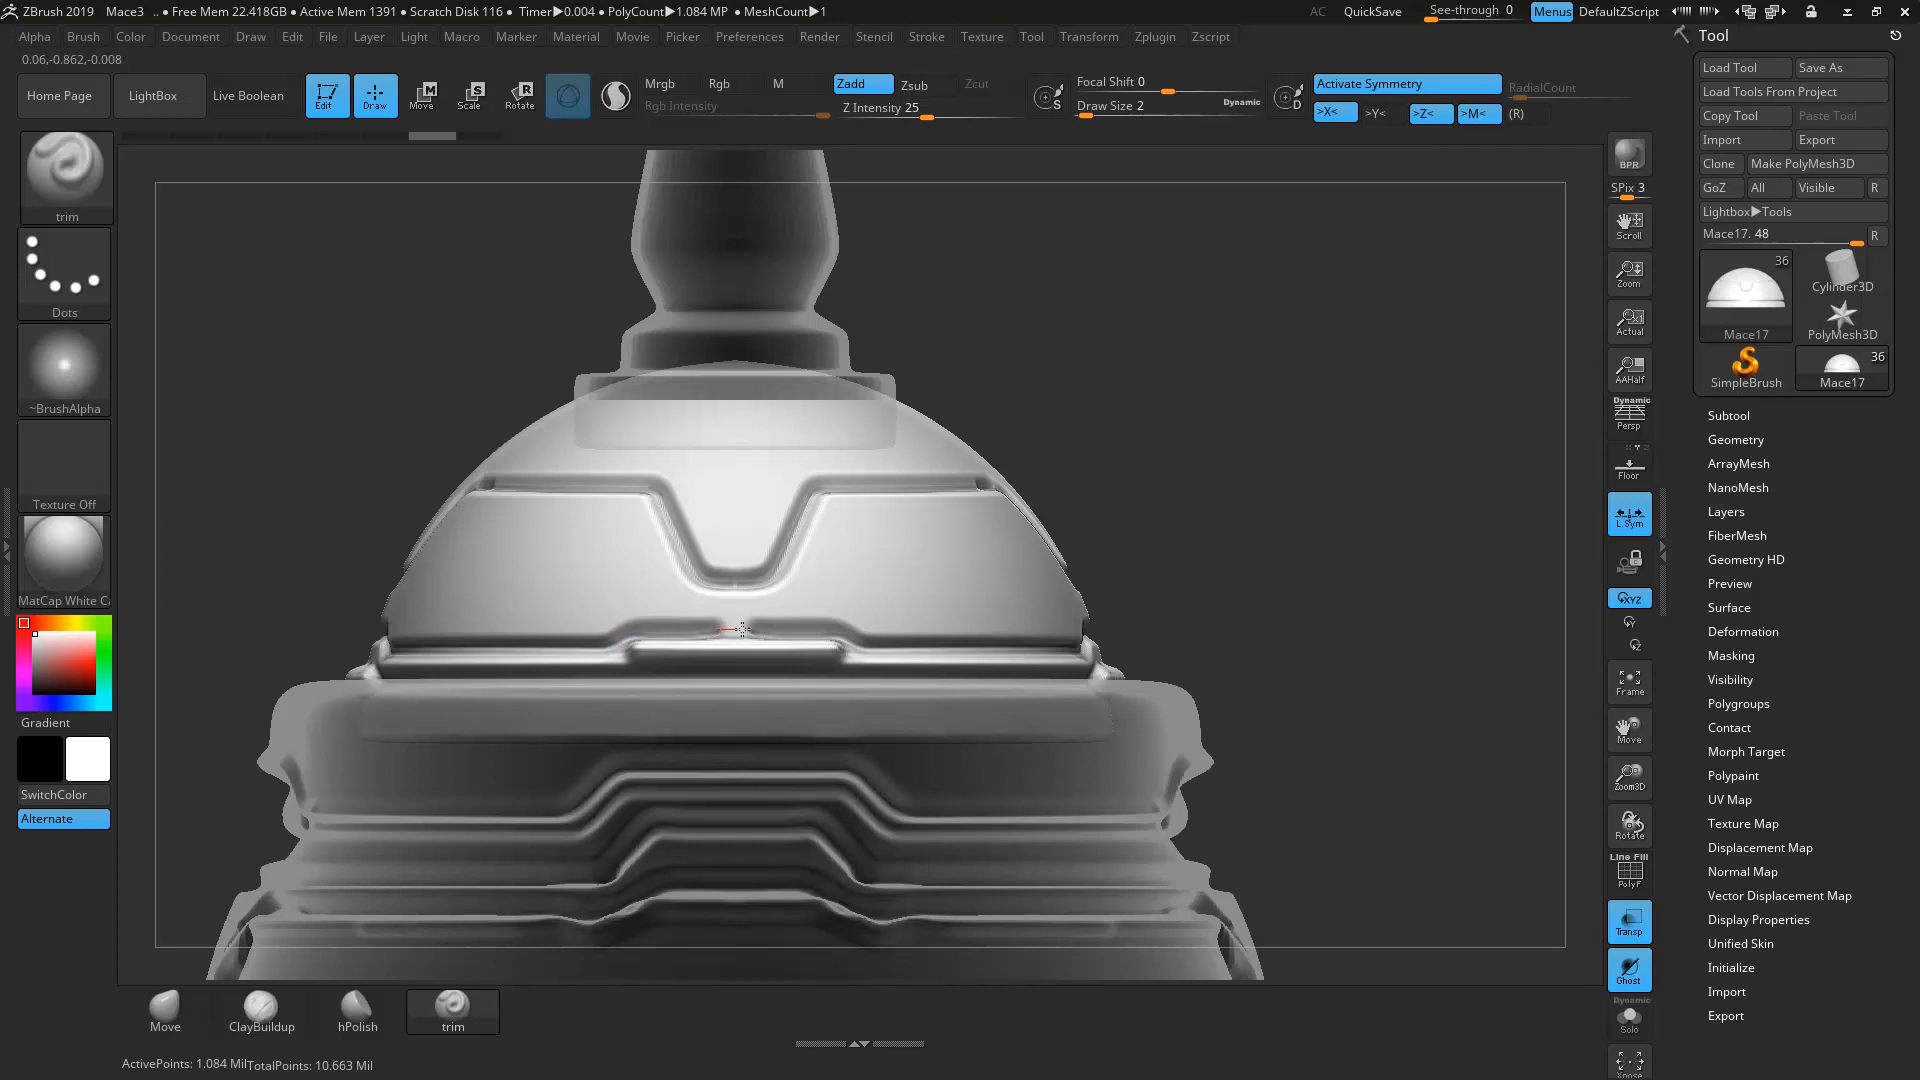 ZBrush 2019 Mace3 .. ● Free Mem 22.418GB ● Active Mem 1391 ● Scratch Disk 116 ● Timer▶0.004 ● PolyCount▶1.084 MP ● MeshCount▶1 AC QuickSave See-through 0 Menus DefaultZScript
Alpha Brush Color Document Draw Edit File Layer Light Macro Marker Material Movie Picker Preferences Render Stencil Stroke Texture Tool Transform Zplugin Zscript
0.06,-0.862,-0.008
Home Page LightBox Live Boolean Edit Draw Move Scale Rotate
M S R
Mrgb Rgb M Zadd Zsub Zcut
Rgb Intensity Z Intensity 25
S Focal Shift 0
Draw Size 2 Dynamic
D Activate Symmetry RadialCount
>X< >Y< >Z< >M< (R)
trim
Dots
~BrushAlpha
Texture Off
MatCap White C
Gradient
SwitchColor
Alternate
BPR
SPix 3
Scroll
Zoom
Actual
AAHalf
Dynamic
Persp
Floor
L.Sym
XYZ
Y
Z
Frame
Move
Zoom3D
Rotate
Line Fill
PolyF
Transp
Ghost
Dynamic
Solo
Xpose
Tool
Load Tool Save As
Load Tools From Project
Copy Tool Paste Tool
Import Export
Clone Make PolyMesh3D
GoZ All Visible R
Lightbox▶Tools
Mace17. 48 R
36
Mace17
Cylinder3D
PolyMesh3D
SimpleBrush
36
Mace17
Subtool
Geometry
ArrayMesh
NanoMesh
Layers
FiberMesh
Geometry HD
Preview
Surface
Deformation
Masking
Visibility
Polygroups
Contact
Morph Target
Polypaint
UV Map
Texture Map
Displacement Map
Normal Map
Vector Displacement Map
Display Properties
Unified Skin
Initialize
Import
Export
Move ClayBuildup hPolish trim
ActivePoints: 1.084 Mil TotalPoints: 10.663 Mil